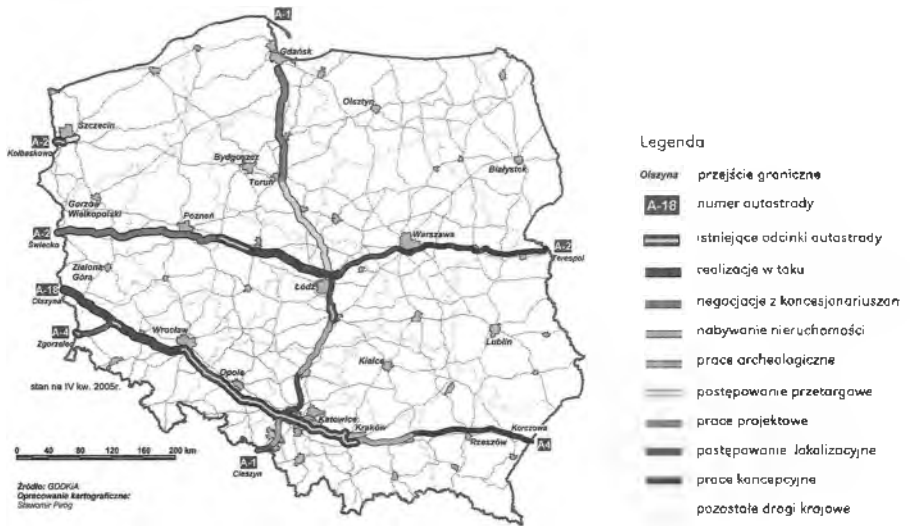 A-1
Gdańsk
Olsztyn
Szczecin
A-2
Kołbaskowo
Bydgoszcz
Toruń
Białystok
Gorzów
Wielkopolski
Poznań
A-2
Świecko
Warszawa
A-2
Terespol
Zielona
Góra
Łódź
A-18
Olszyna
A-4
Zgorzelec
Wrocław
Lublin
Kielce
Opole
stan na IV kw. 2005r.
Katowice
Kraków
Rzeszów
Korczowa
A4
A-1
Cieszyn
0 40 80 120 160 200 km
Źródło: GDDKiA
Opracowanie kartograficzne:
Sławomir Pirog
Legenda
Olszyna przejście graniczne
A-18 numer autostrady
istniejące odcinki autostrady
realizacje w toku
negocjacje z koncesjonariuszam
nabywanie nieruchomości
prace archeologiczne
postępowanie przetargowe
prace projektowe
postępowanie lokalizacyjne
prace koncepcyjne
pozostałe drogi krajowe